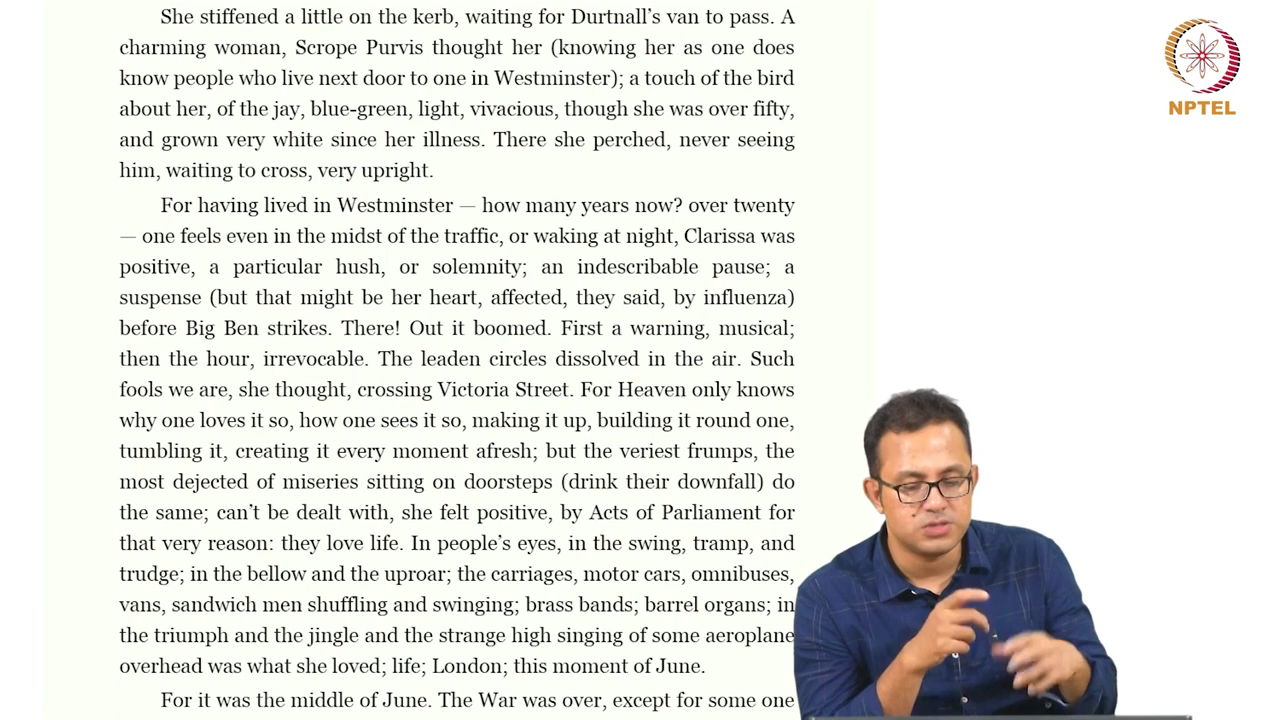 She stiffened a little on the kerb, waiting for Durtnall’s van to pass. A
charming woman, Scrope Purvis thought her (knowing her as one does
know people who live next door to one in Westminster); a touch of the bird
about her, of the jay, blue-green, light, vivacious, though she was over fifty,
and grown very white since her illness. There she perched, never seeing
him, waiting to cross, very upright.
For having lived in Westminster — how many years now? over twenty
— one feels even in the midst of the traffic, or waking at night, Clarissa was
positive, a particular hush, or solemnity; an indescribable pause; a
suspense (but that might be her heart, affected, they said, by influenza)
before Big Ben strikes. There! Out it boomed. First a warning, musical;
then the hour, irrevocable. The leaden circles dissolved in the air. Such
fools we are, she thought, crossing Victoria Street. For Heaven only knows
why one loves it so, how one sees it so, making it up, building it round one,
tumbling it, creating it every moment afresh; but the veriest frumps, the
most dejected of miseries sitting on doorsteps (drink their downfall) do
the same; can’t be dealt with, she felt positive, by Acts of Parliament for
that very reason: they love life. In people’s eyes, in the swing, tramp, and
trudge; in the bellow and the uproar; the carriages, motor cars, omnibuses,
vans, sandwich men shuffling and swinging; brass bands; barrel organs; in
the triumph and the jingle and the strange high singing of some aeroplane
overhead was what she loved; life; London; this moment of June.
For it was the middle of June. The War was over, except for some one
NPTEL